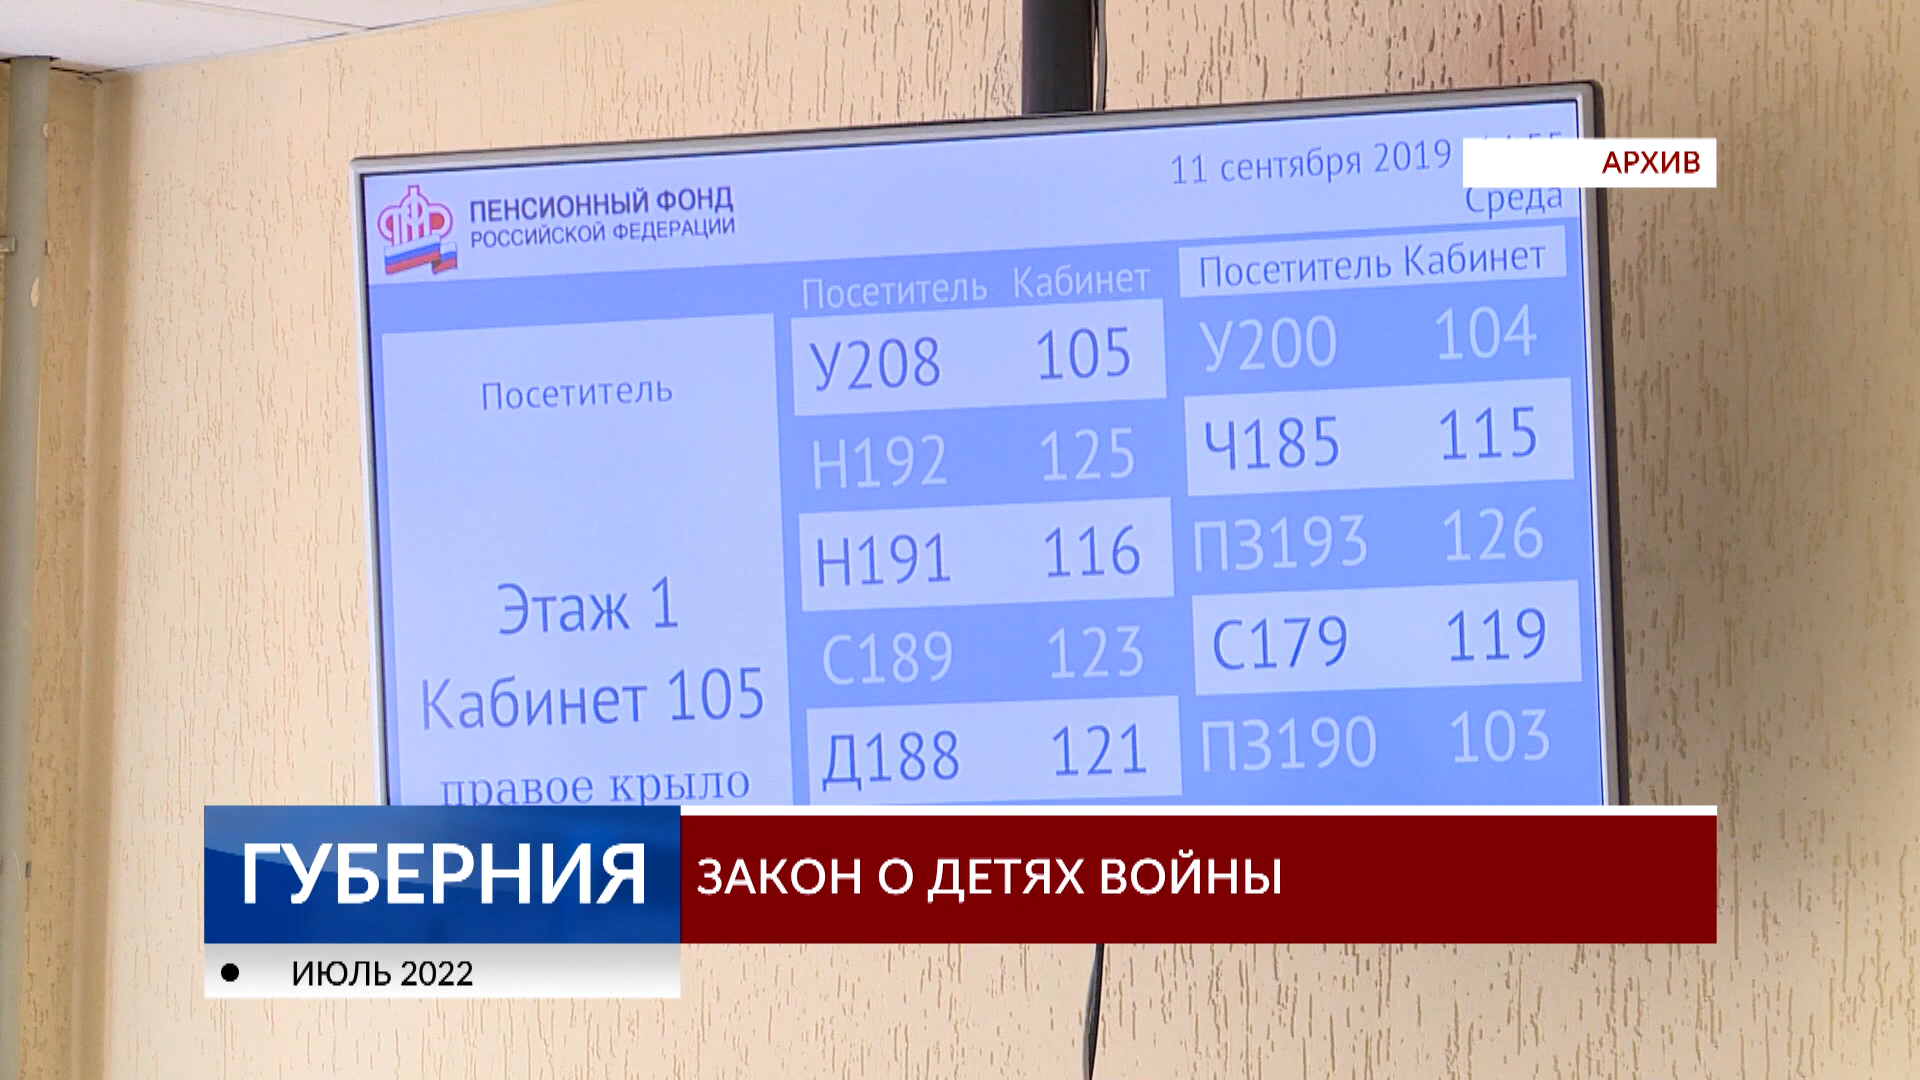 11 сентября 2019
АРХИВ
Среда
ПЕНСИОННЫЙ ФОНД
РОССИЙСКОЙ ФЕДЕРАЦИИ
Посетитель
Этаж 1
Кабинет 105
правое крыло
Посетитель Кабинет
У208 105
Н192 125
Н191 116
С189 123
Д188 121
Посетитель Кабинет
У200 104
Ч185 115
ПЗ193 126
С179 119
ПЗ190 103
ГУБЕРНИЯ
ЗАКОН О ДЕТЯХ ВОЙНЫ
ИЮЛЬ 2022